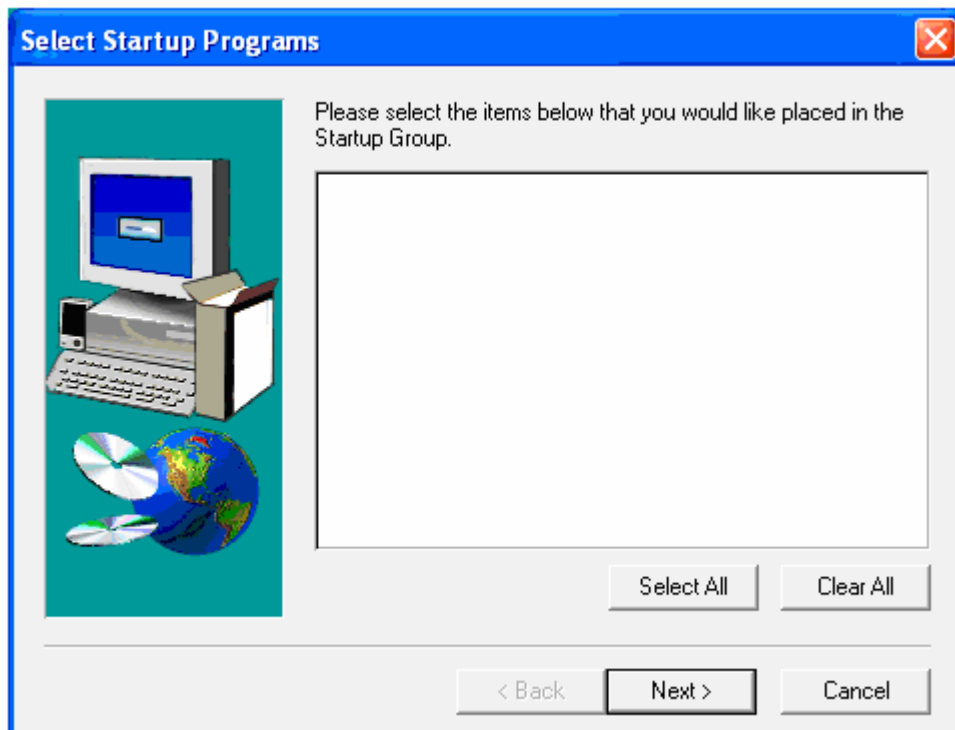 Select Startup Programs
Please select the items below that you would like placed in the
Startup Group.
Select All
Clear All
< Back
Next >
Cancel